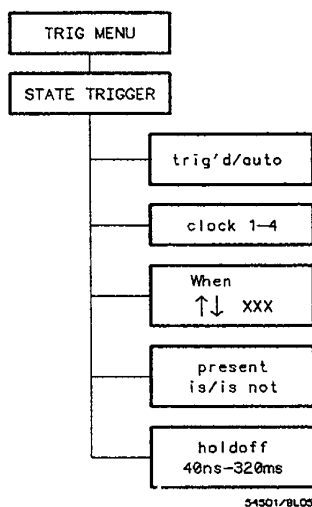 TRIG MENU
STATE TRIGGER
trig'd/auto
clock 1-4
When
↑↓ XXX
present
is/is not
holdoff
40ns-320ms
54501/BL05